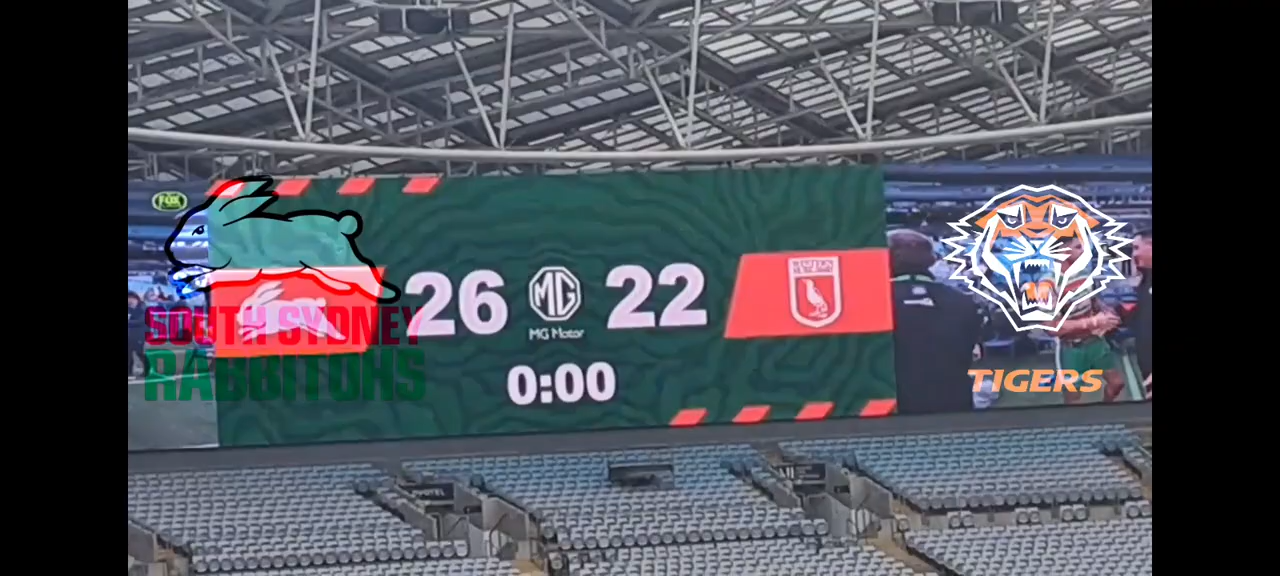 FOX
26
MG
22
MG Motor
SOUTH SYDNEY
RABBITOHS
0:00
TIGERS